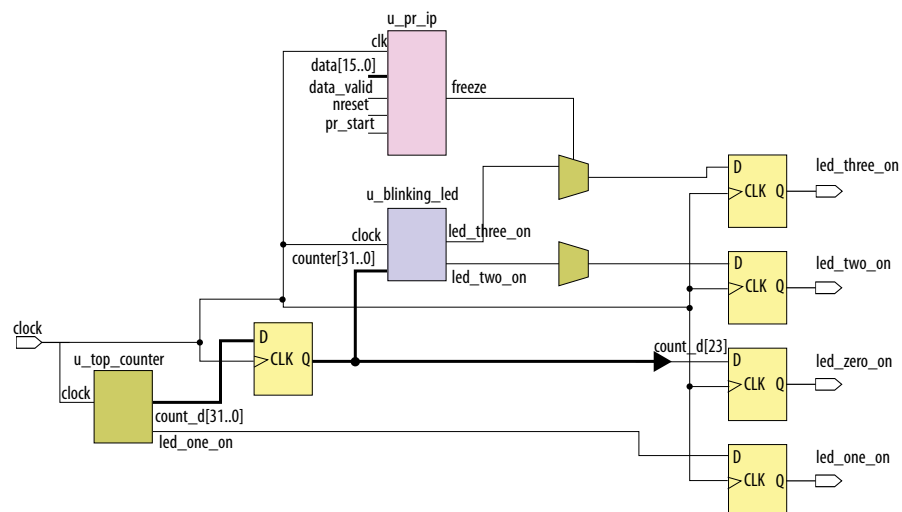 u_pr_ip
clk
data[15..0]
data_valid
nreset
pr_start
freeze
u_blinking_led
clock
counter[31..0]
led_three_on
led_two_on
D
CLK Q
led_three_on
D
CLK Q
led_two_on
clock
u_top_counter
clock
count_d[31..0]
led_one_on
D
CLK Q
count_d[23]
D
CLK Q
led_zero_on
D
CLK Q
led_one_on